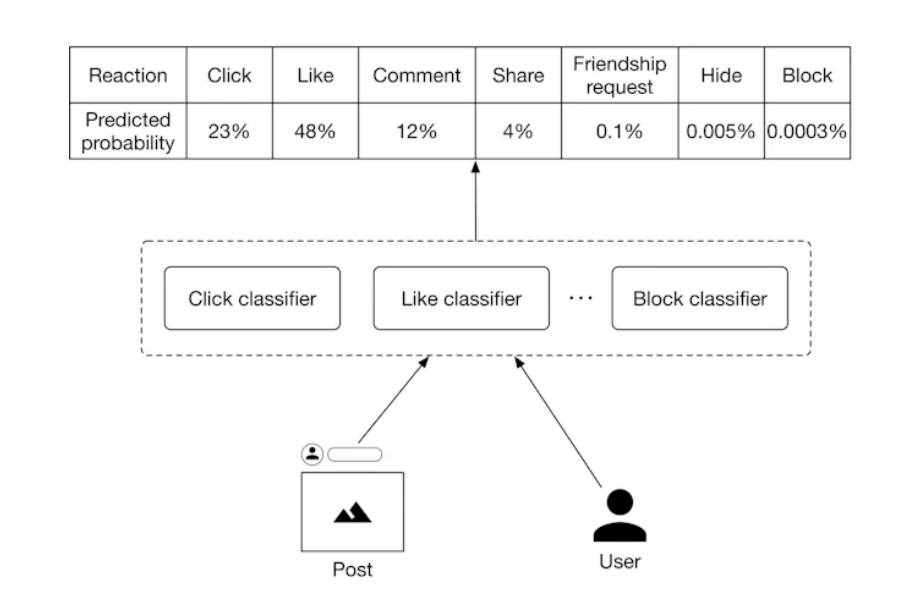 Reaction Click Like Comment Share Friendship request Hide Block
Predicted probability 23% 48% 12% 4% 0.1% 0.005% 0.0003%
Click classifier Like classifier ... Block classifier
Post
User